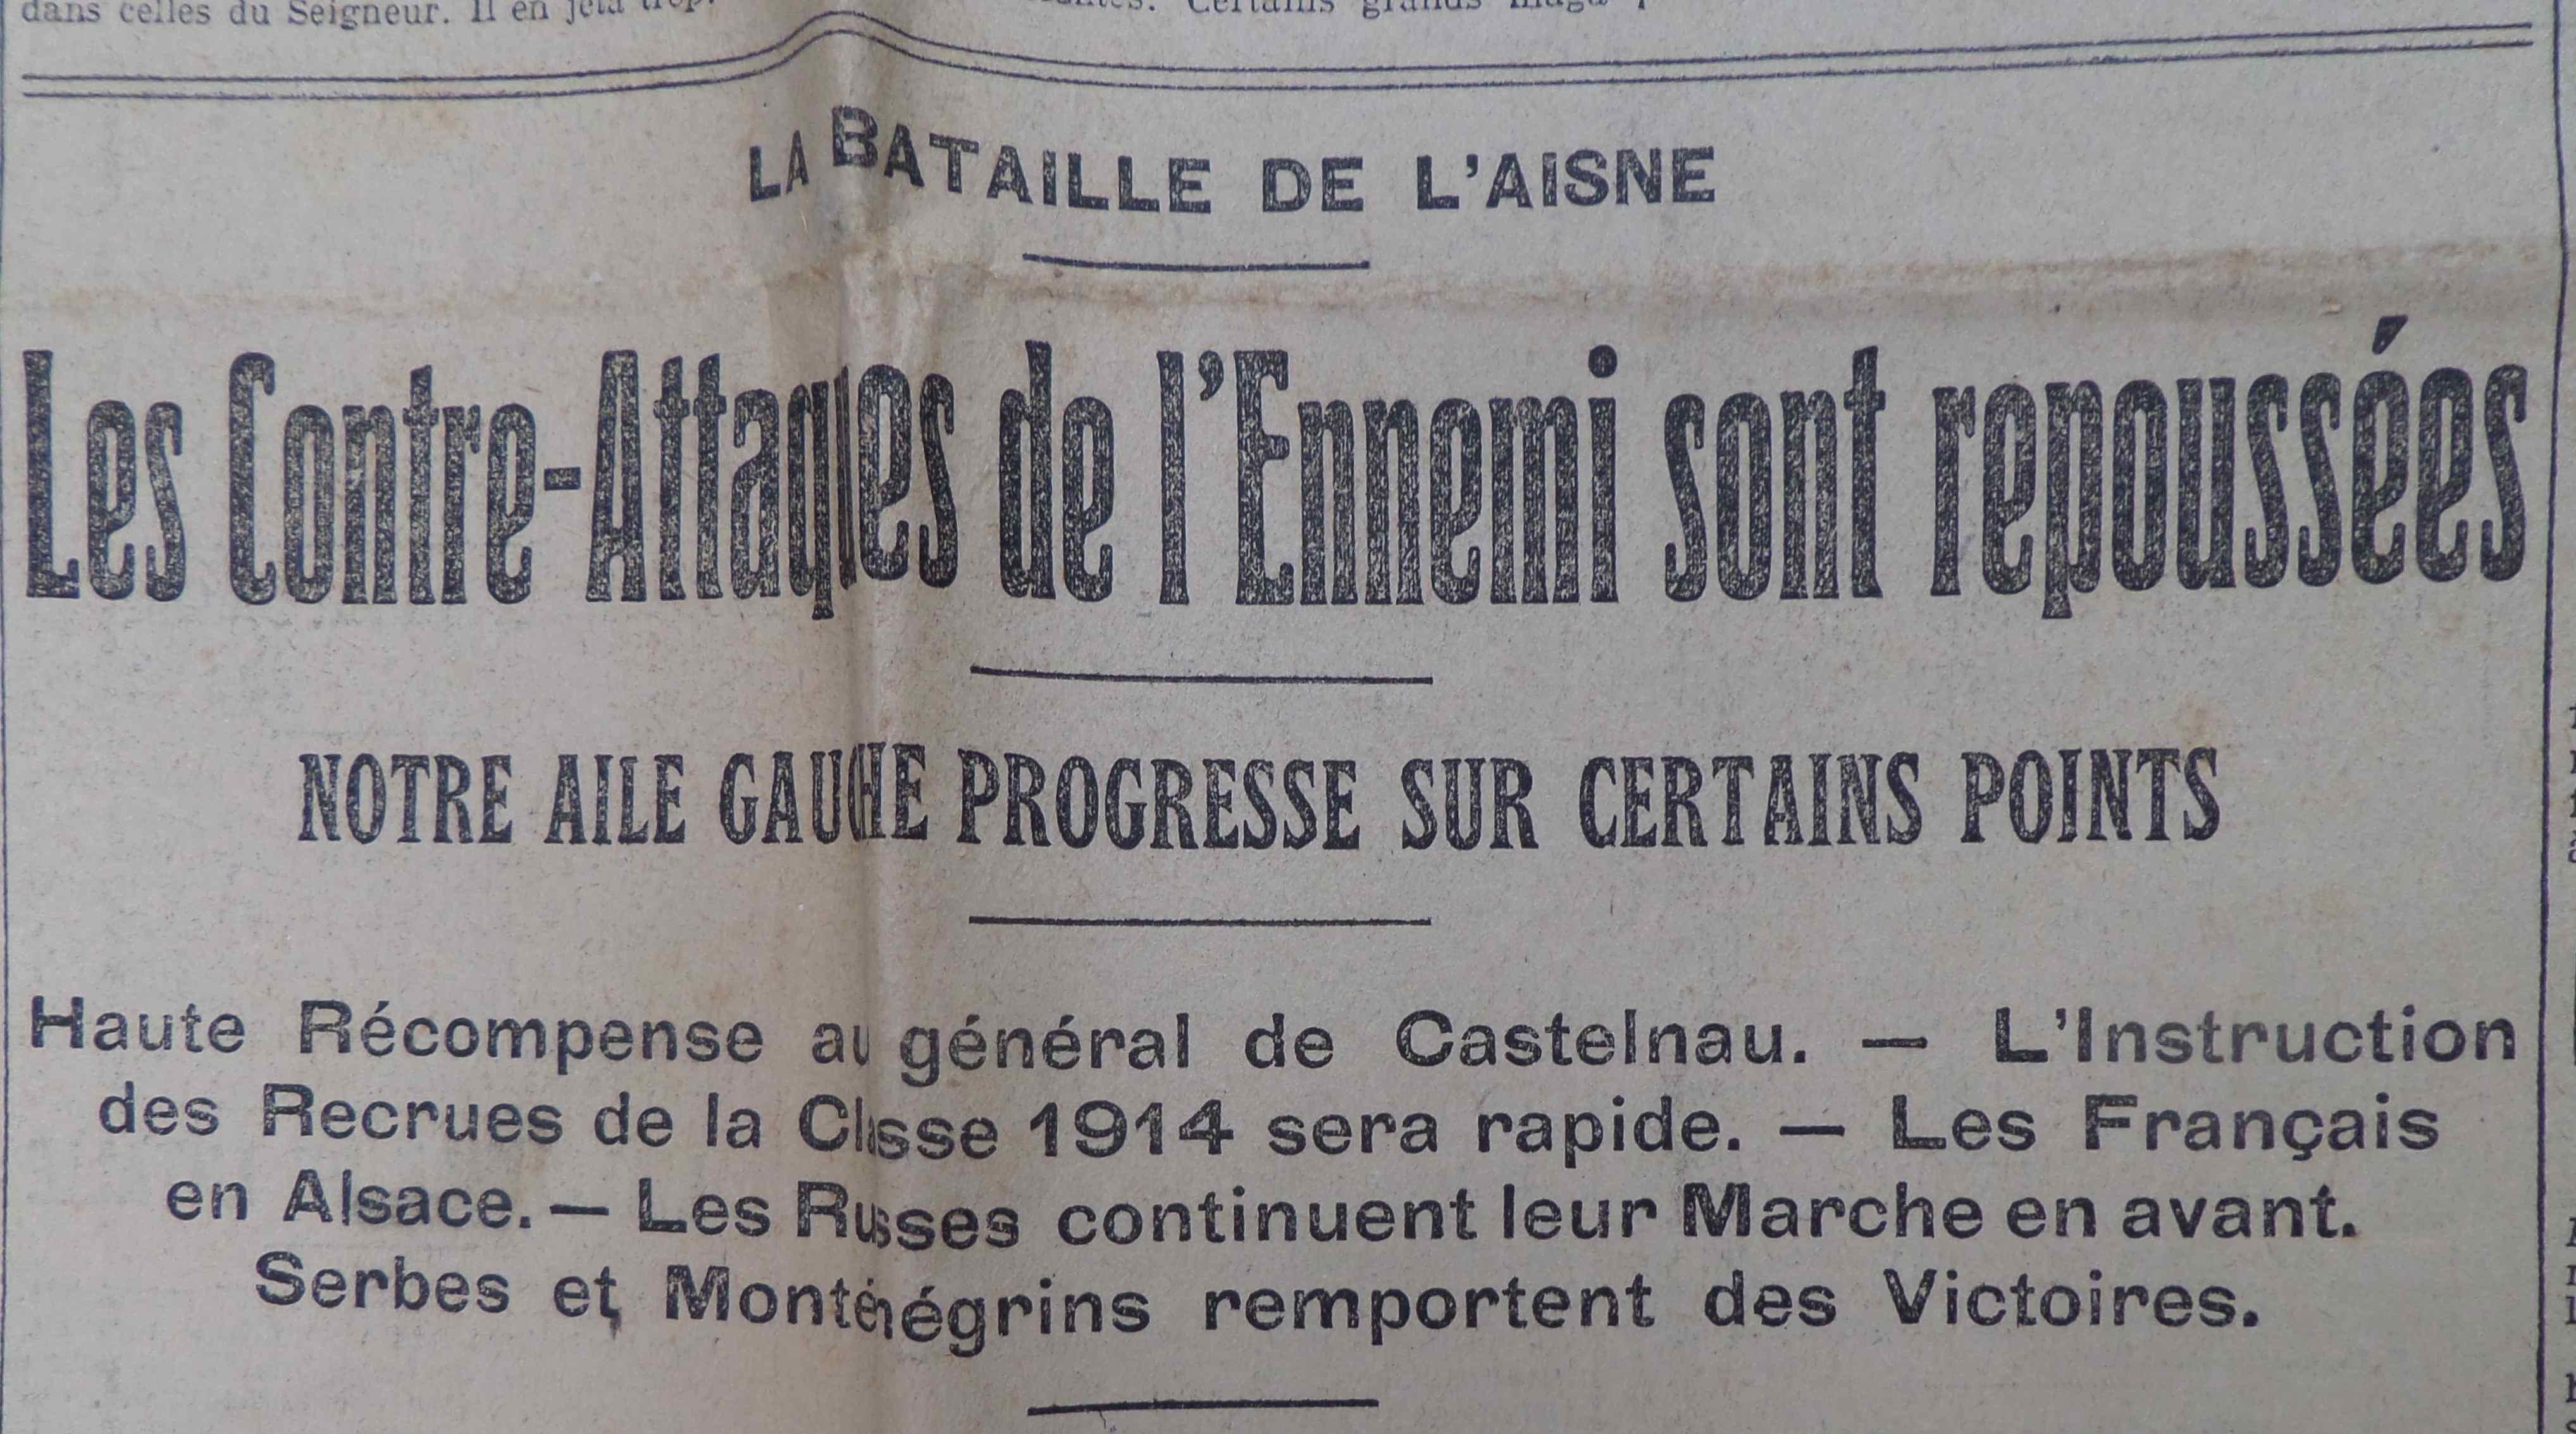 dans celles du Seigneur. Il en jeta trop.
Certains grands
LA BATAILLE DE L'AISNE
Les Contre-Attaques de l'Ennemi sont repoussées
NOTRE AILE GAUCHE PROGRESSE SUR CERTAINS POINTS
Haute Récompense au général de Castelnau. — L'Instruction
des Recrues de la Classe 1914 sera rapide. — Les Français
en Alsace. — Les Russes continuent leur Marche en avant.
Serbes et Monténégrins remportent des Victoires.